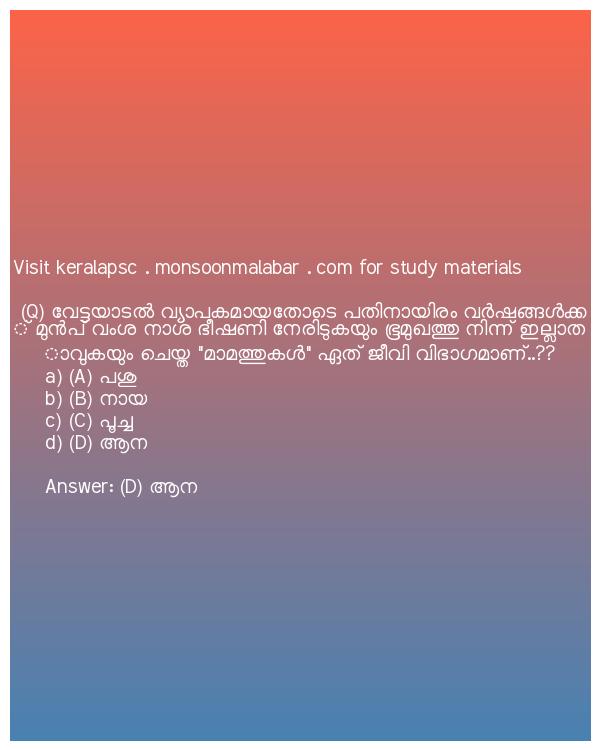 Visit keralapsc . monsoonmalabar . com for study materials
(Q) വേട്ടയാടൽ വ്യാപകമായതോടെ പതിനായിരം വർഷങ്ങൾക്ക
് മുൻപ് വംശ നാശ ഭീഷണി നേരിടുകയും ഭൂമുഖത്തു നിന്ന് ഇല്ലാത
ാവുകയും ചെയ്ത "മാമത്തുകൾ" ഏത് ജീവി വിഭാഗമാണ്..??
a) (A) പശു
b) (B) നായ
c) (C) പൂച്ച
d) (D) ആന
Answer: (D) ആന